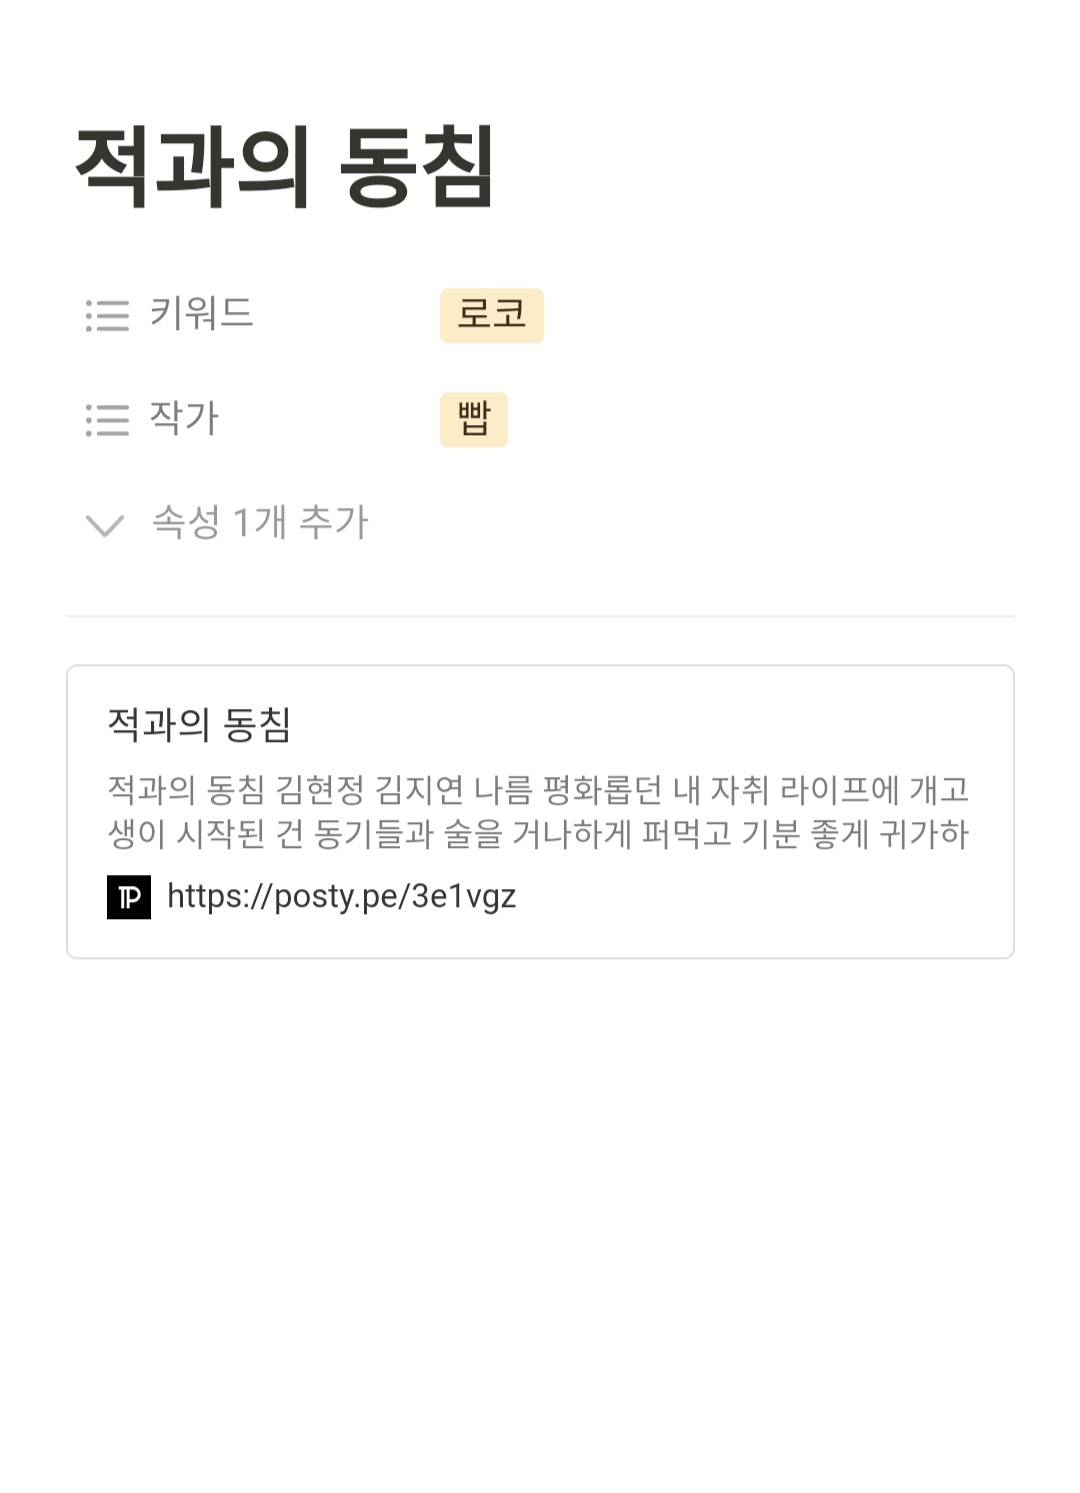 적과의 동침
키워드 로코
작가 빱
속성 1개 추가
적과의 동침
적과의 동침 김현정 김지연 나름 평화롭던 내 자취 라이프에 개고
생이 시작된 건 동기들과 술을 거나하게 퍼먹고 기분 좋게 귀가하
https://posty.pe/3e1vgz